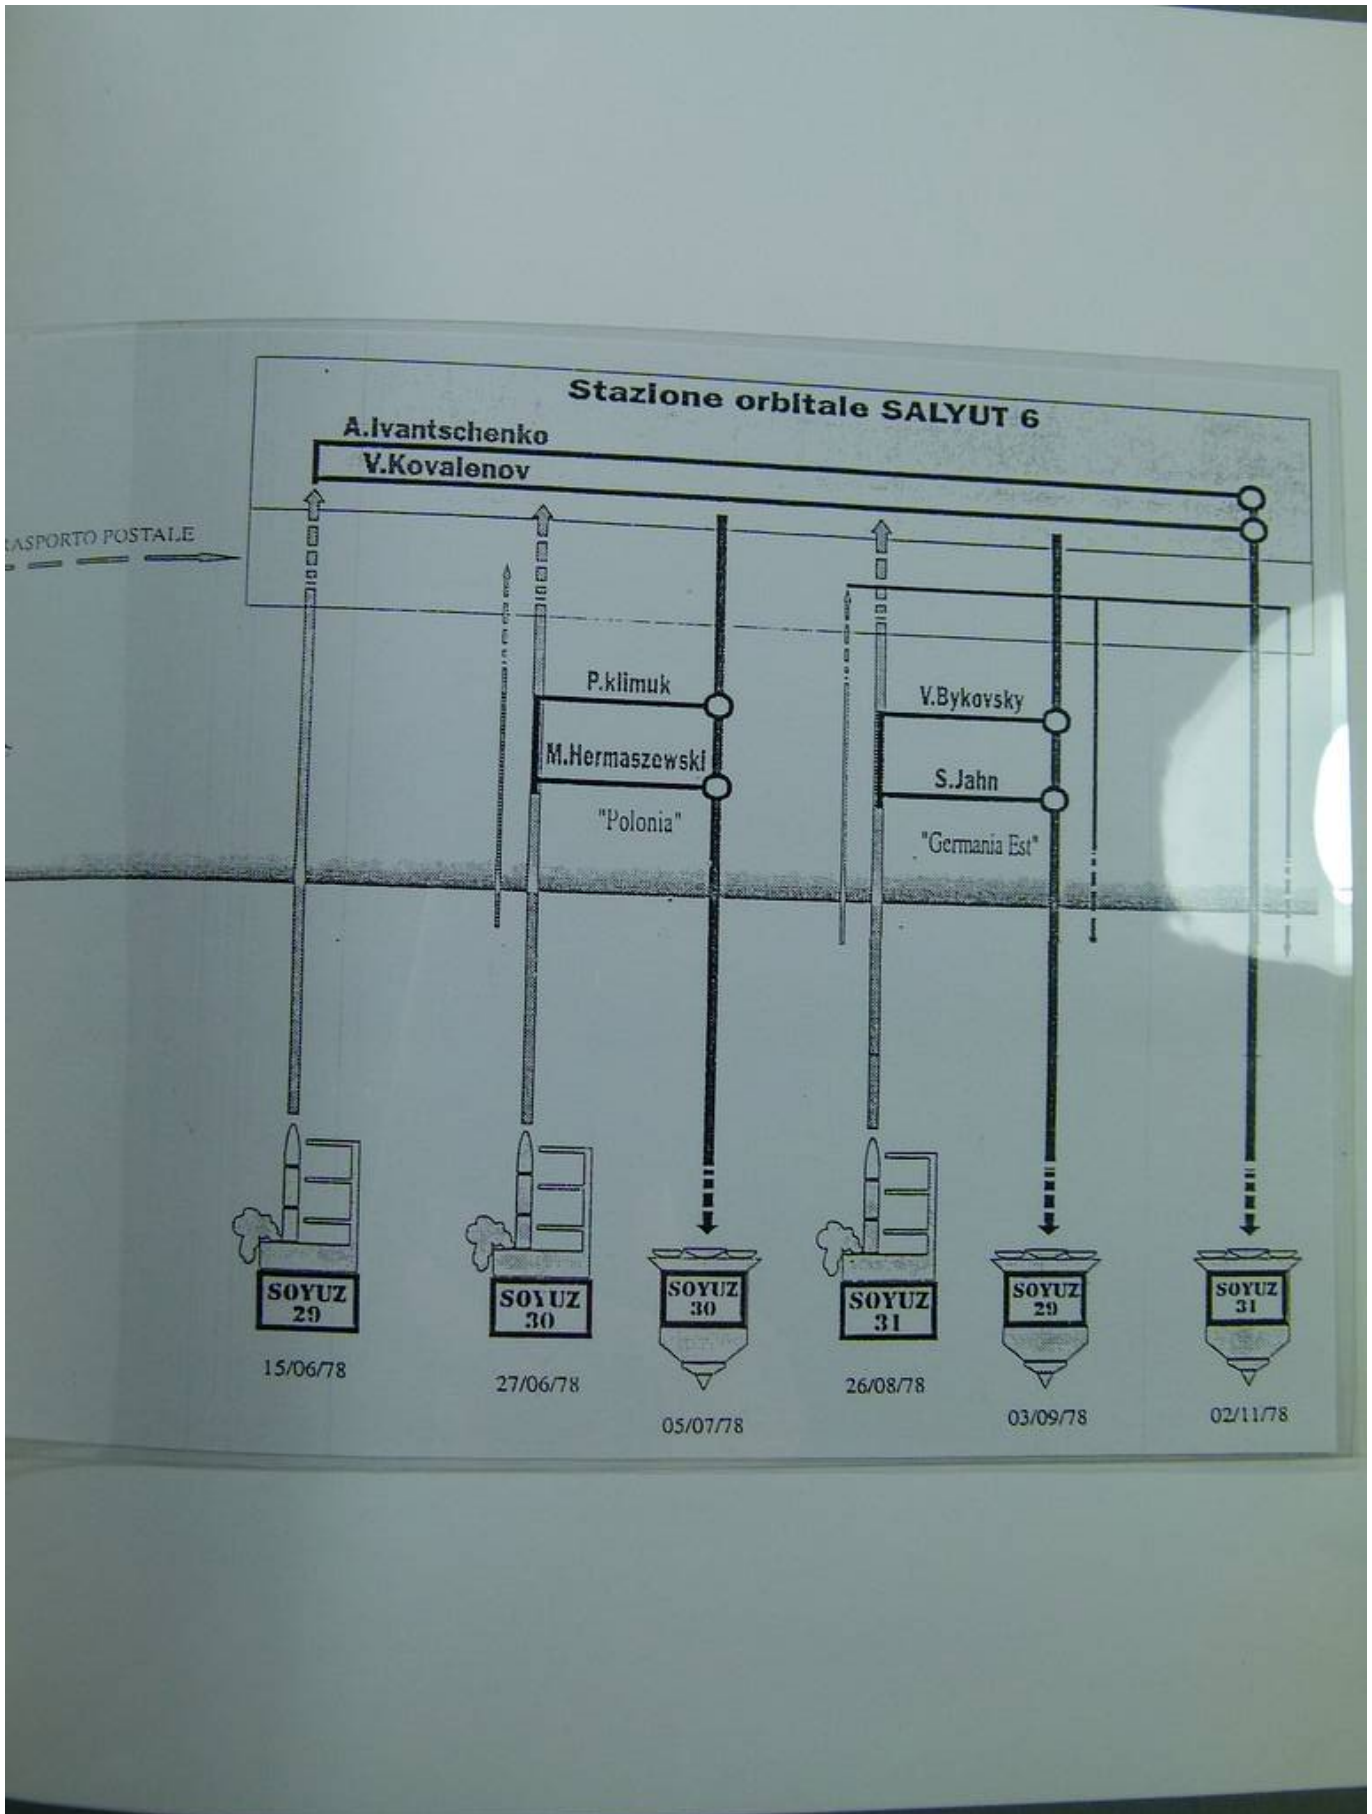 Stazione orbitale SALYUT 6
A.Ivantschenko
V.Kovalenov
RASPORTO POSTALE
P.klimuk
M.Hermaszewski
"Polonia"
V.Bykovsky
S.Jahn
"Germania Est"
SOYUZ
29
15/06/78
SOYUZ
30
27/06/78
SOYUZ
30
05/07/78
SOYUZ
31
26/08/78
SOYUZ
29
03/09/78
SOYUZ
31
02/11/78